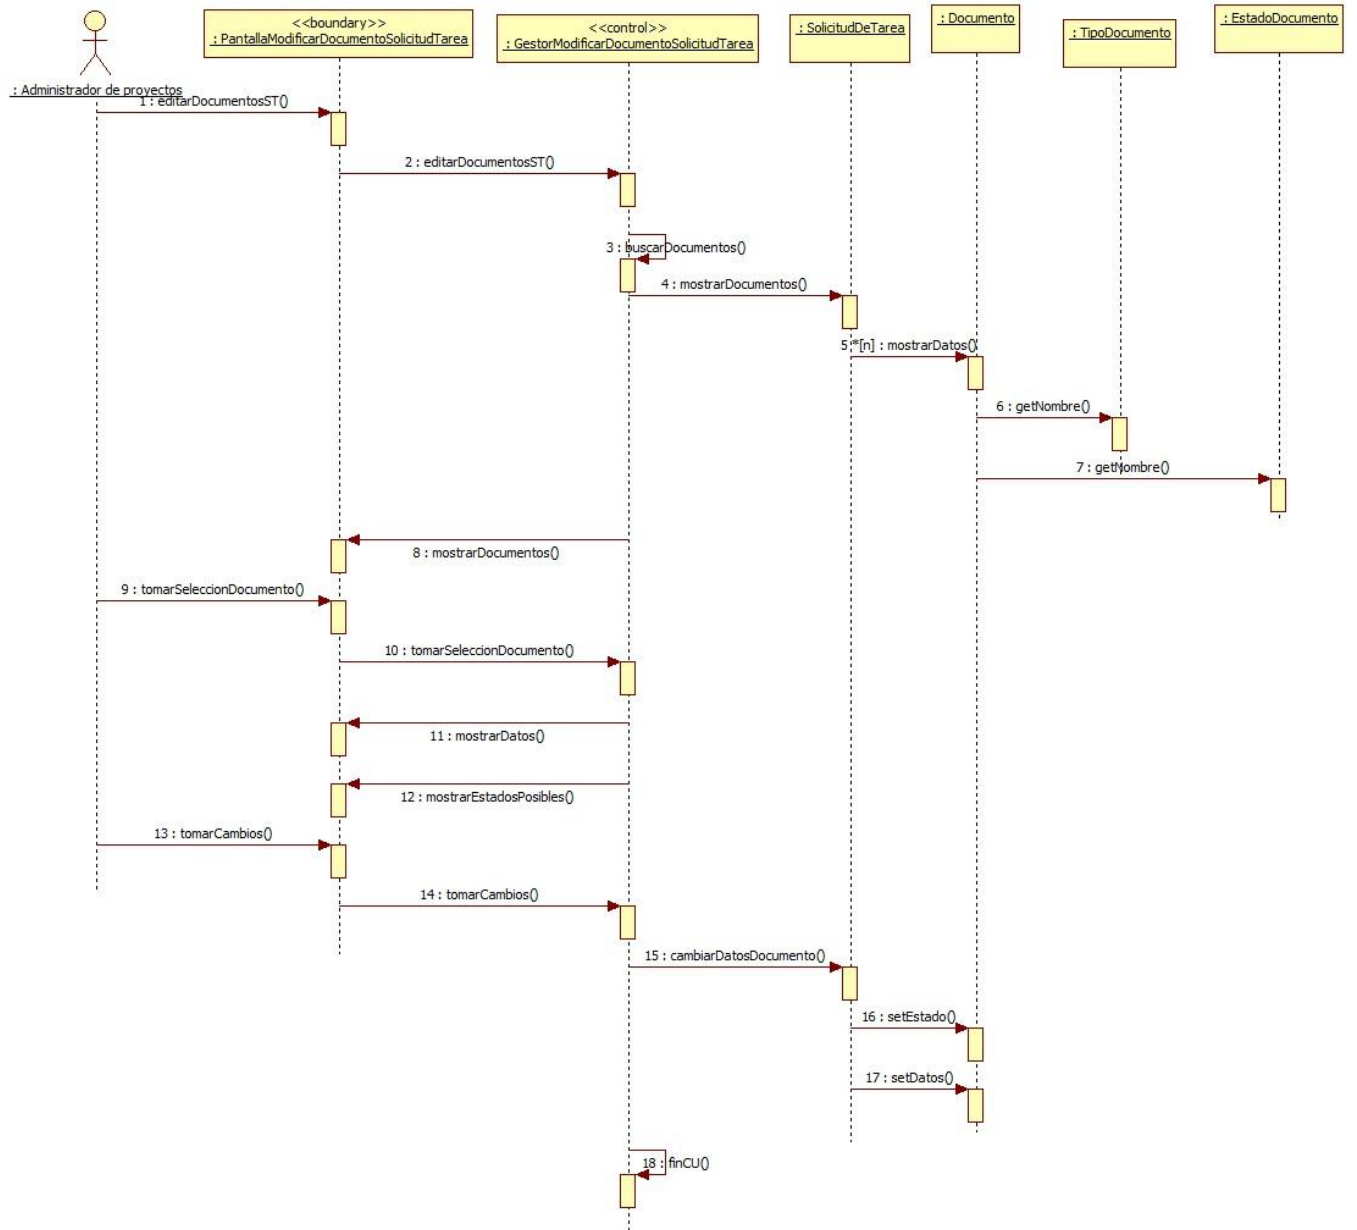 <<boundary>>
: PantallaModificarDocumentoSolicitudTarea
<<control>>
: GestorModificarDocumentoSolicitudTarea
: SolicitudDeTarea
: Documento
: TipoDocumento
: EstadoDocumento
: Administrador de proyectos
1 : editarDocumentosST()
2 : editarDocumentosST()
3 : buscarDocumentos()
4 : mostrarDocumentos()
5 *[n] : mostrarDatos()
6 : getNombre()
7 : getNombre()
8 : mostrarDocumentos()
9 : tomarSeleccionDocumento()
10 : tomarSeleccionDocumento()
11 : mostrarDatos()
12 : mostrarEstadosPosibles()
13 : tomarCambios()
14 : tomarCambios()
15 : cambiarDatosDocumento()
16 : setEstado()
17 : setDatos()
18 : finCU()